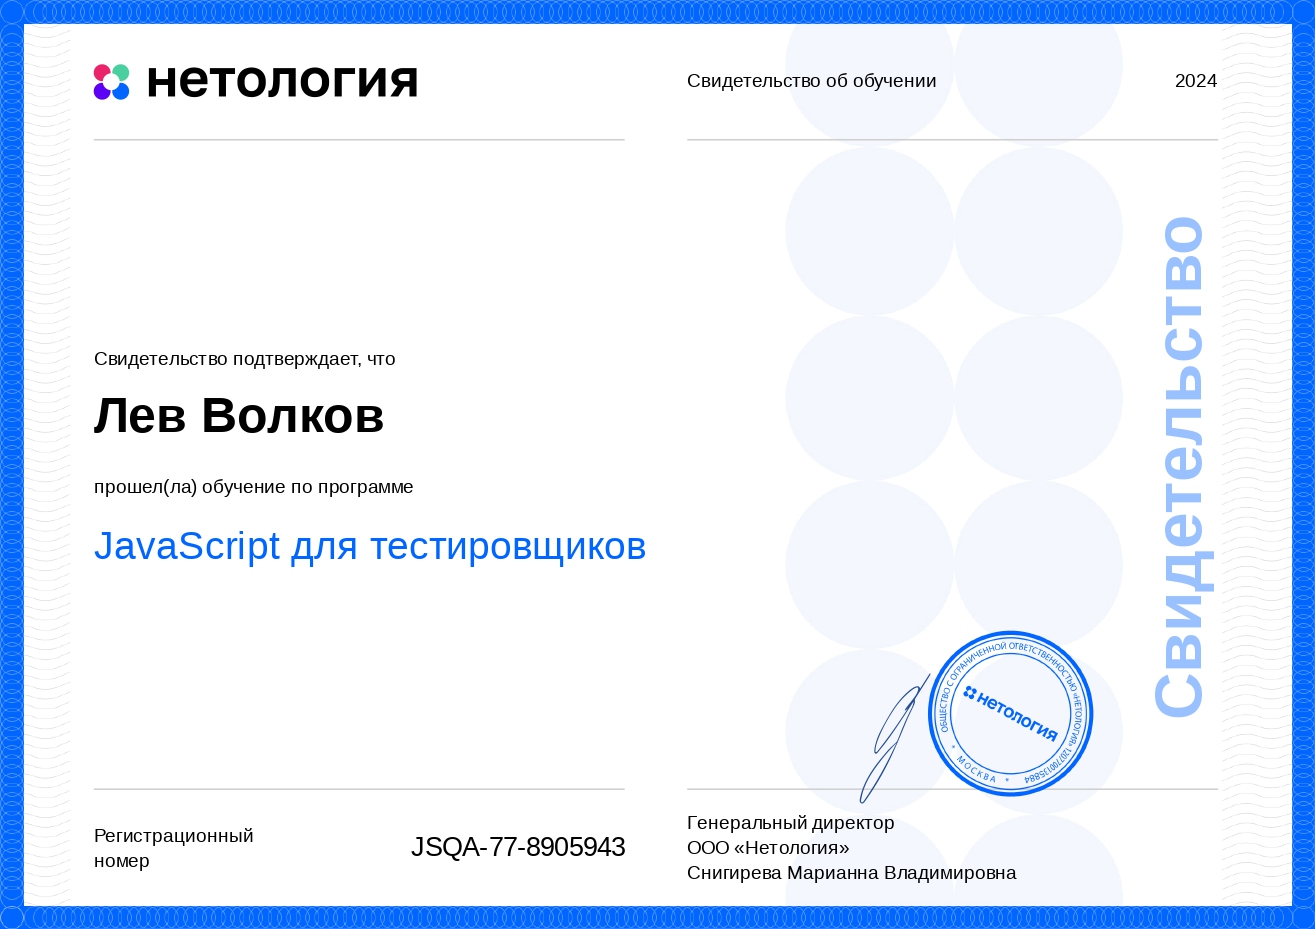 нетология
Свидетельство об обучении
2024
Свидетельство подтверждает, что
Лев Волков
прошел(ла) обучение по программе
JavaScript для тестировщиков
Свидетельство
ОБЩЕСТВО С ОГРАНИЧЕННОЙ ОТВЕТСТВЕННОСТЬЮ «НЕТОЛОГИЯ» 1207700135884
* МОСКВА *
нетология
Регистрационный
номер
JSQA-77-8905943
Генеральный директор
ООО «Нетология»
Снигирева Марианна Владимировна